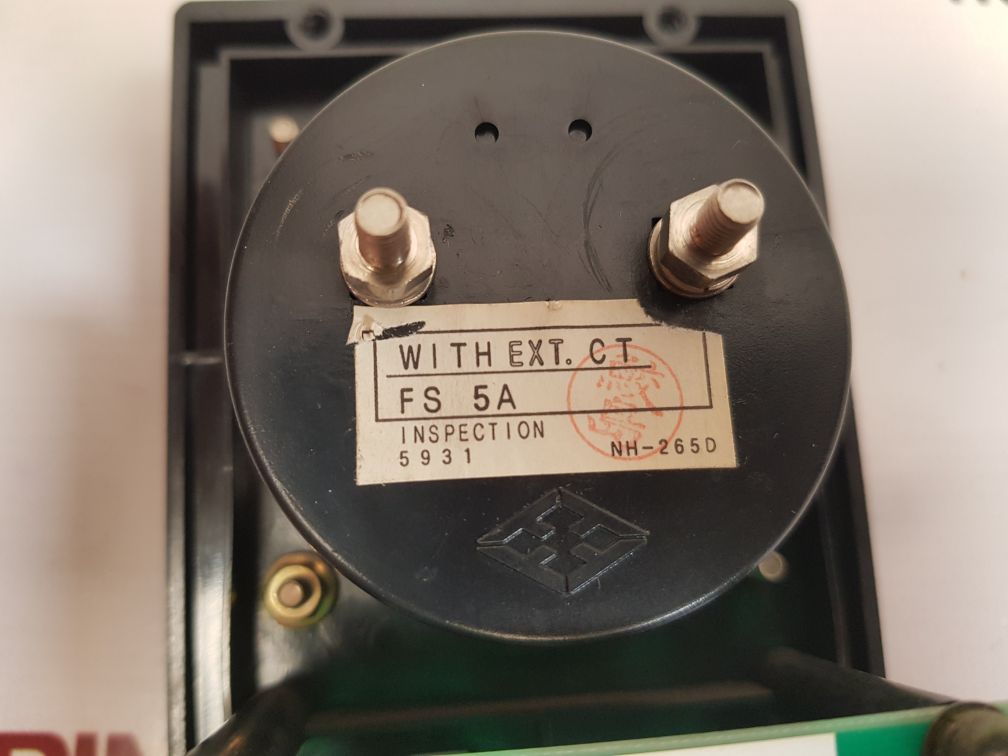 WITH EXT. CT
FS 5A
INSPECTION
5931
NH-265D